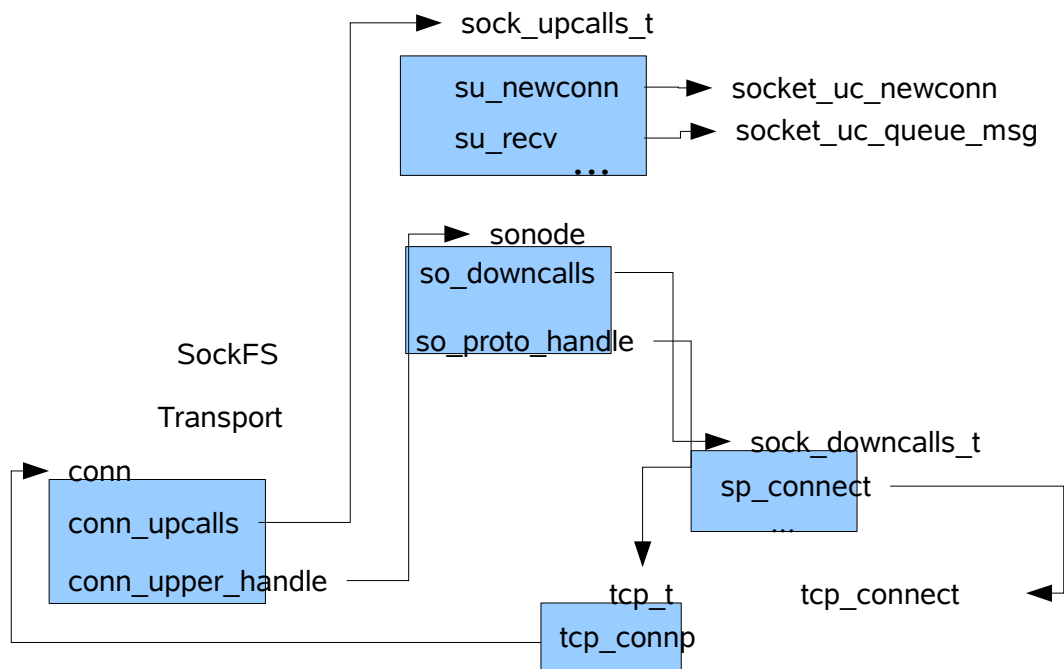 sock_upcalls_t
su_newconn
socket_uc_newconn
su_recv
socket_uc_queue_msg
...
sonode
so_downcalls
so_proto_handle
SockFS
Transport
sock_downcalls_t
conn
sp_connect
conn_upcalls
...
conn_upper_handle
tcp_t
tcp_connect
tcp_connp